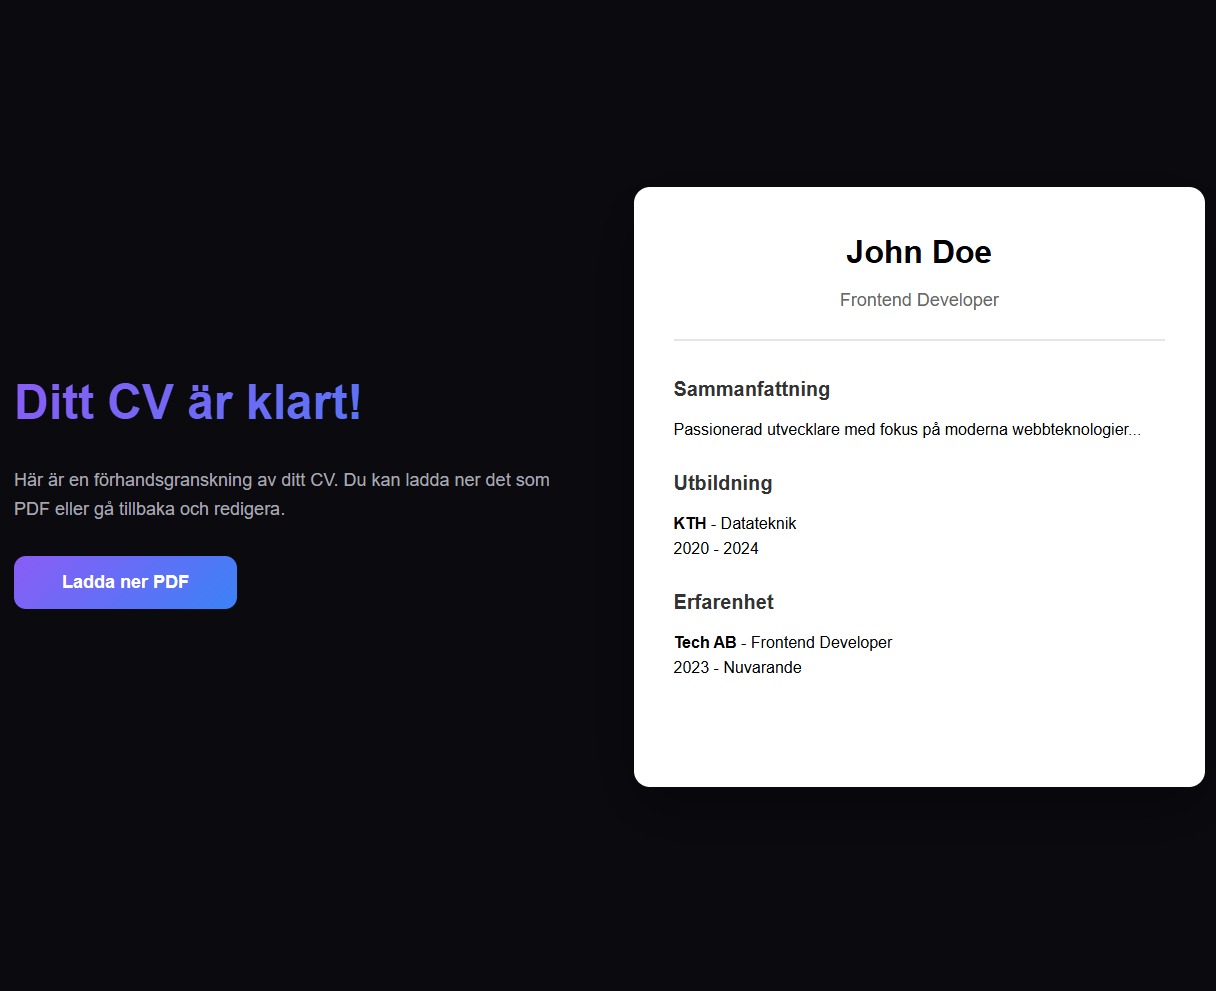 Ditt CV är klart!
Här är en förhandsgranskning av ditt CV. Du kan ladda ner det som
PDF eller gå tillbaka och redigera.
Ladda ner PDF
John Doe
Frontend Developer
Sammanfattning
Passionerad utvecklare med fokus på moderna webbteknologier...
Utbildning
KTH - Datateknik
2020 - 2024
Erfarenhet
Tech AB - Frontend Developer
2023 - Nuvarande